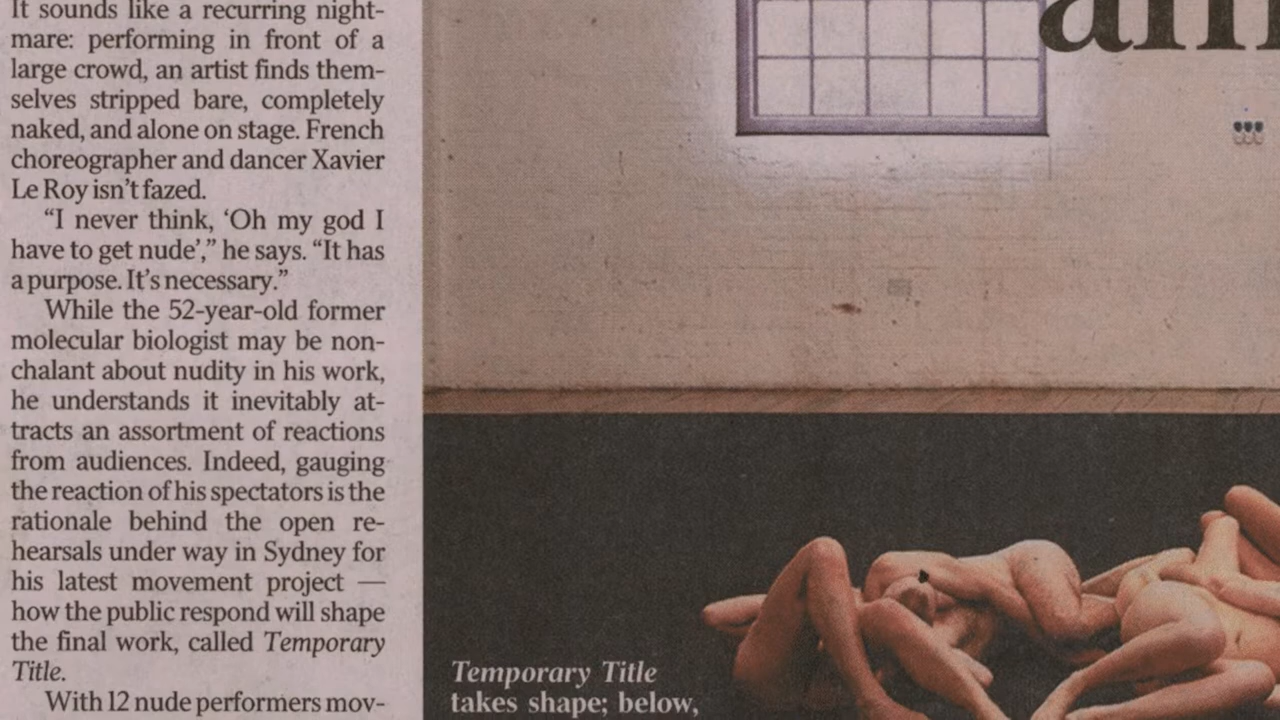 It sounds like a recurring night-
mare: performing in front of a
large crowd, an artist finds them-
selves stripped bare, completely
naked, and alone on stage. French
choreographer and dancer Xavier
Le Roy isn't fazed.
“I never think, ‘Oh my god I
have to get nude’,” he says. “It has
a purpose. It's necessary.”
While the 52-year-old former
molecular biologist may be non-
chalant about nudity in his work,
he understands it inevitably at-
tracts an assortment of reactions
from audiences. Indeed, gauging
the reaction of his spectators is the
rationale behind the open re-
hearsals under way in Sydney for
his latest movement project —
how the public respond will shape
the final work, called Temporary
Title.
With 12 nude performers mov-
Temporary Title
takes shape; below,